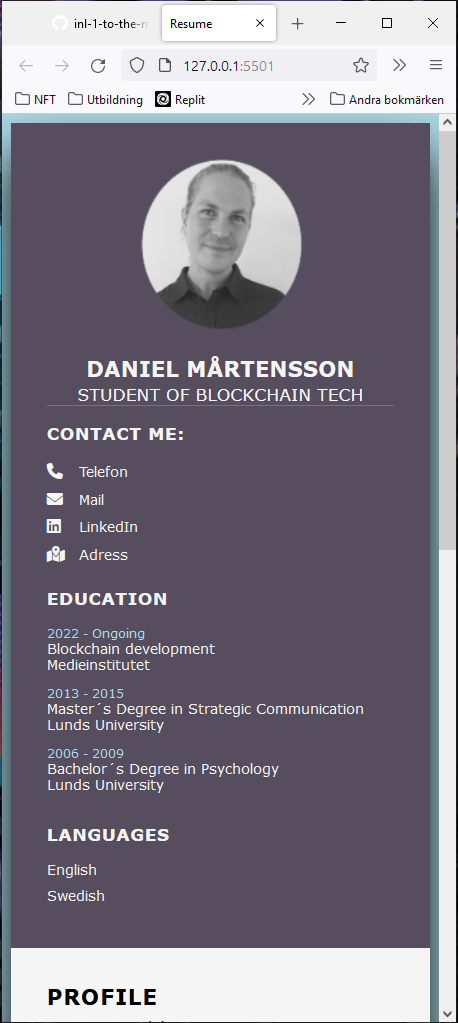 inl-1-to-the-n
Resume
127.0.0.1:5501
NFT
Utbildning
Replit
Andra bokmärken
DANIEL MÅRTENSSON
STUDENT OF BLOCKCHAIN TECH
CONTACT ME:
Telefon
Mail
LinkedIn
Adress
EDUCATION
2022 - Ongoing
Blockchain development
Medieinstitutet
2013 - 2015
Master´s Degree in Strategic Communication
Lunds University
2006 - 2009
Bachelor´s Degree in Psychology
Lunds University
LANGUAGES
English
Swedish
PROFILE